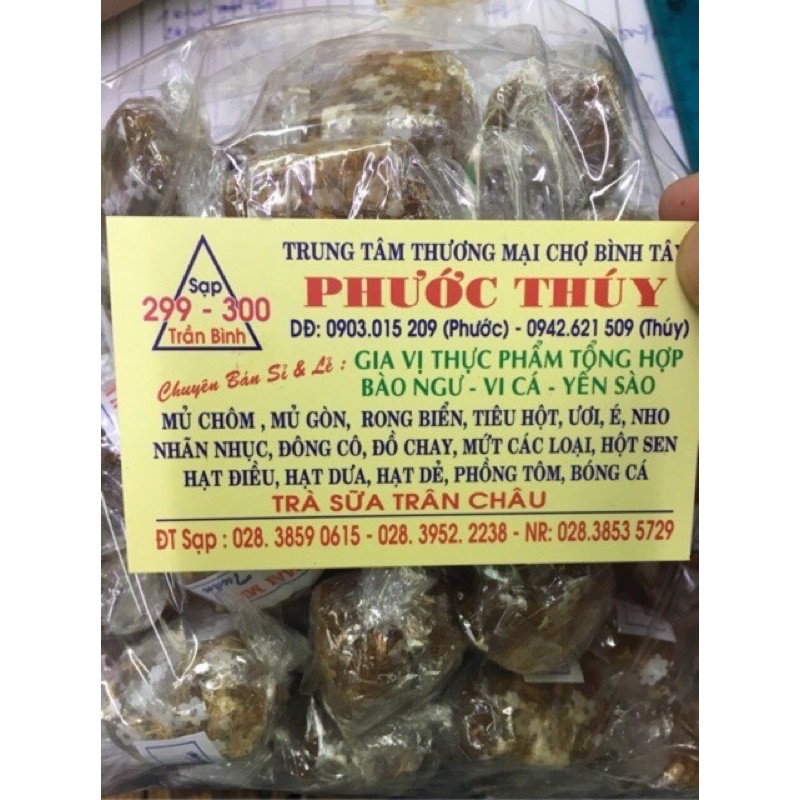 TRUNG TÂM THƯƠNG MẠI CHỢ BÌNH TÂY
Sạp
299 - 300
Trần Bình
PHƯỚC THÚY
DĐ: 0903.015 209 (Phước) - 0942.621 509 (Thúy)
Chuyên Bán Sỉ & Lẻ :
GIA VỊ THỰC PHẨM TỔNG HỢP
BÀO NGƯ - VI CÁ - YẾN SÀO
MỦ CHÔM , MỦ GÒN, RONG BIỂN, TIÊU HỘT, ƯƠI, É, NHO
NHÃN NHỤC, ĐÔNG CÔ, ĐỒ CHAY, MỨT CÁC LOẠI, HỘT SEN
HẠT ĐIỀU, HẠT DƯA, HẠT DẺ, PHỒNG TÔM, BÓNG CÁ
TRÀ SỮA TRÂN CHÂU
ĐT Sạp : 028. 3859 0615 - 028. 3952. 2238 - NR: 028.3853 5729